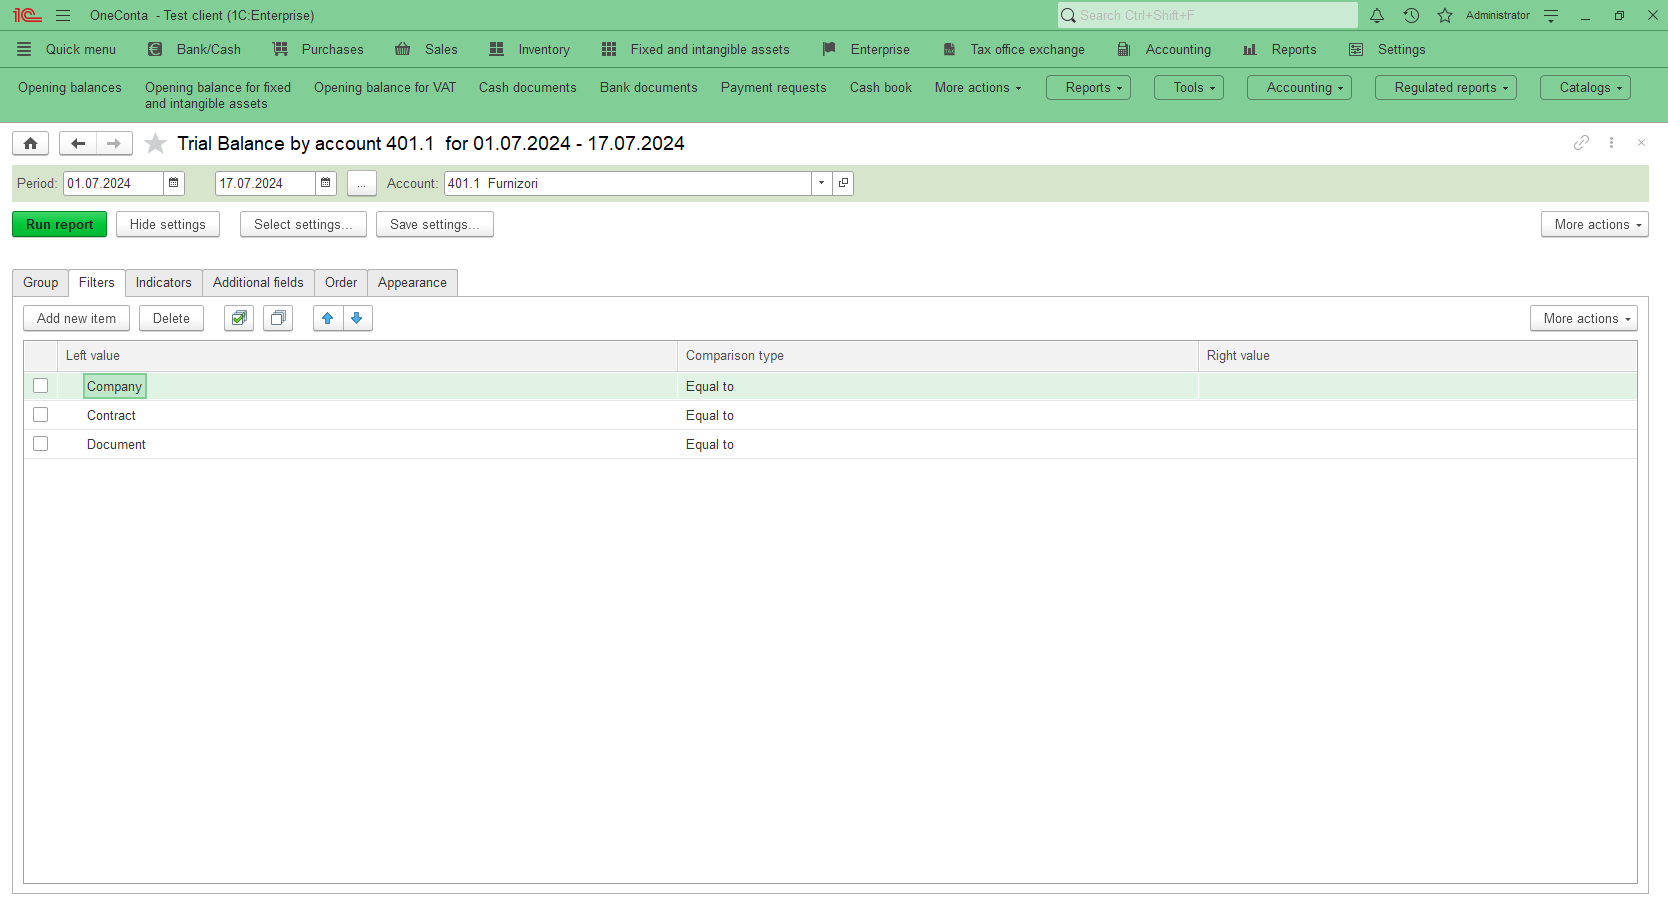 1C OneConta - Test client (1C:Enterprise) Search Ctrl+Shift+F Administrator
Quick menu Bank/Cash Purchases Sales Inventory Fixed and intangible assets Enterprise Tax office exchange Accounting Reports Settings
Opening balances Opening balance for fixed Opening balance for VAT Cash documents Bank documents Payment requests Cash book More actions Reports Tools Accounting Regulated reports Catalogs
and intangible assets
Trial Balance by account 401.1 for 01.07.2024 - 17.07.2024
Period: 01.07.2024 17.07.2024 ... Account: 401.1 Furnizori
Run report Hide settings Select settings... Save settings... More actions
Group Filters Indicators Additional fields Order Appearance
Add new item Delete More actions
Left value Comparison type Right value
Company Equal to
Contract Equal to
Document Equal to